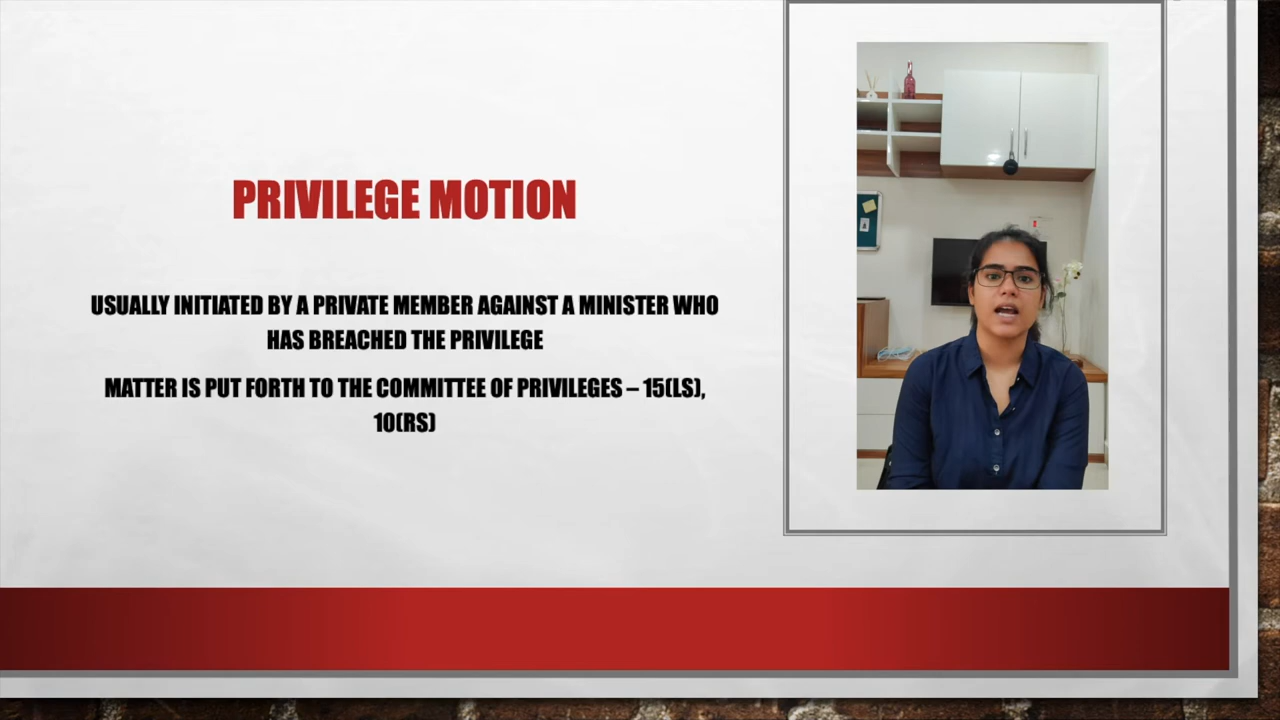 PRIVILEGE MOTION
USUALLY INITIATED BY A PRIVATE MEMBER AGAINST A MINISTER WHO
HAS BREACHED THE PRIVILEGE
MATTER IS PUT FORTH TO THE COMMITTEE OF PRIVILEGES – 15(LS),
10(RS)